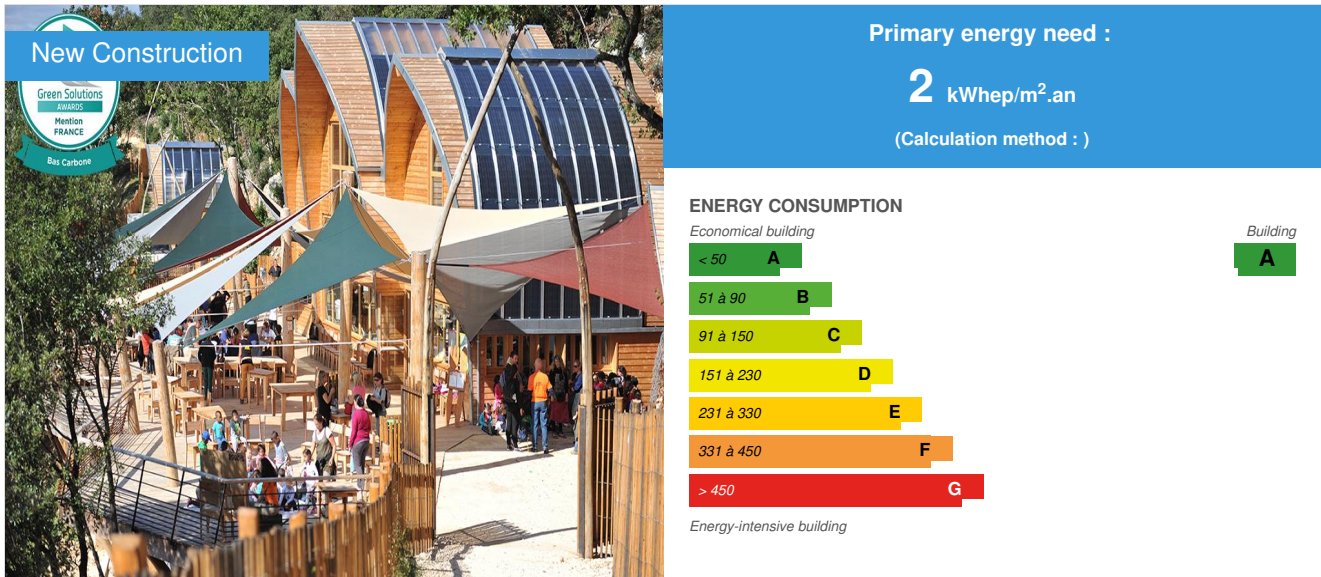 New Construction
Green Solutions
AWARDS
Mention
FRANCE
Bas Carbone
Primary energy need :
2 kWhep/m².an
(Calculation method : )
ENERGY CONSUMPTION
Economical building
Building
< 50 A
A
51 à 90 B
91 à 150 C
151 à 230 D
231 à 330 E
331 à 450 F
> 450 G
Energy-intensive building